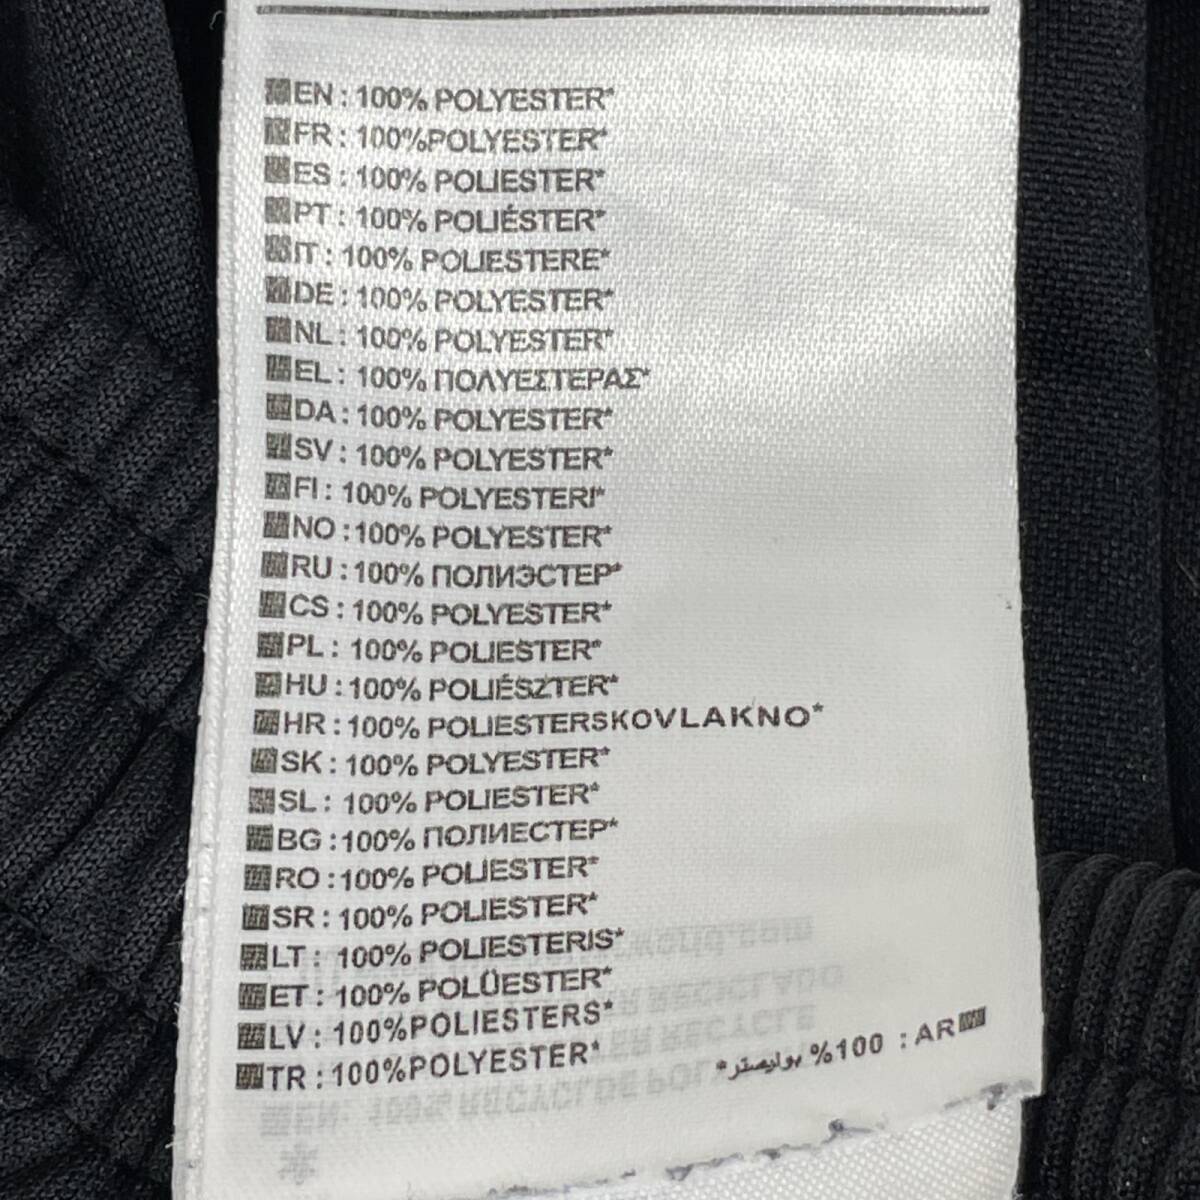 EN : 100% POLYESTER*
FR : 100%POLYESTER*
ES : 100% POLIESTER*
PT : 100% POLIÉSTER*
IT : 100% POLIESTERE*
DE : 100% POLYESTER*
NL : 100% POLYESTER*
EL : 100% ΠΟΛΥΕΣΤΕΡΑΣ*
DA : 100% POLYESTER*
SV : 100% POLYESTER*
FI : 100% POLYESTERI*
NO : 100% POLYESTER*
RU : 100% ПОЛИЭСТЕР*
CS : 100% POLYESTER*
PL : 100% POLIESTER*
HU : 100% POLIÉSZTER*
HR : 100% POLIESTERSKOVLAKNO*
SK : 100% POLYESTER*
SL : 100% POLIESTER*
BG : 100% ПОЛИЕСТЕР*
RO : 100% POLIESTER*
SR : 100% POLIESTER*
LT : 100% POLIESTERIS*
ET : 100% POLÜESTER*
LV : 100%POLIESTERS*
TR : 100%POLYESTER*
AR : 100% بوليستر*